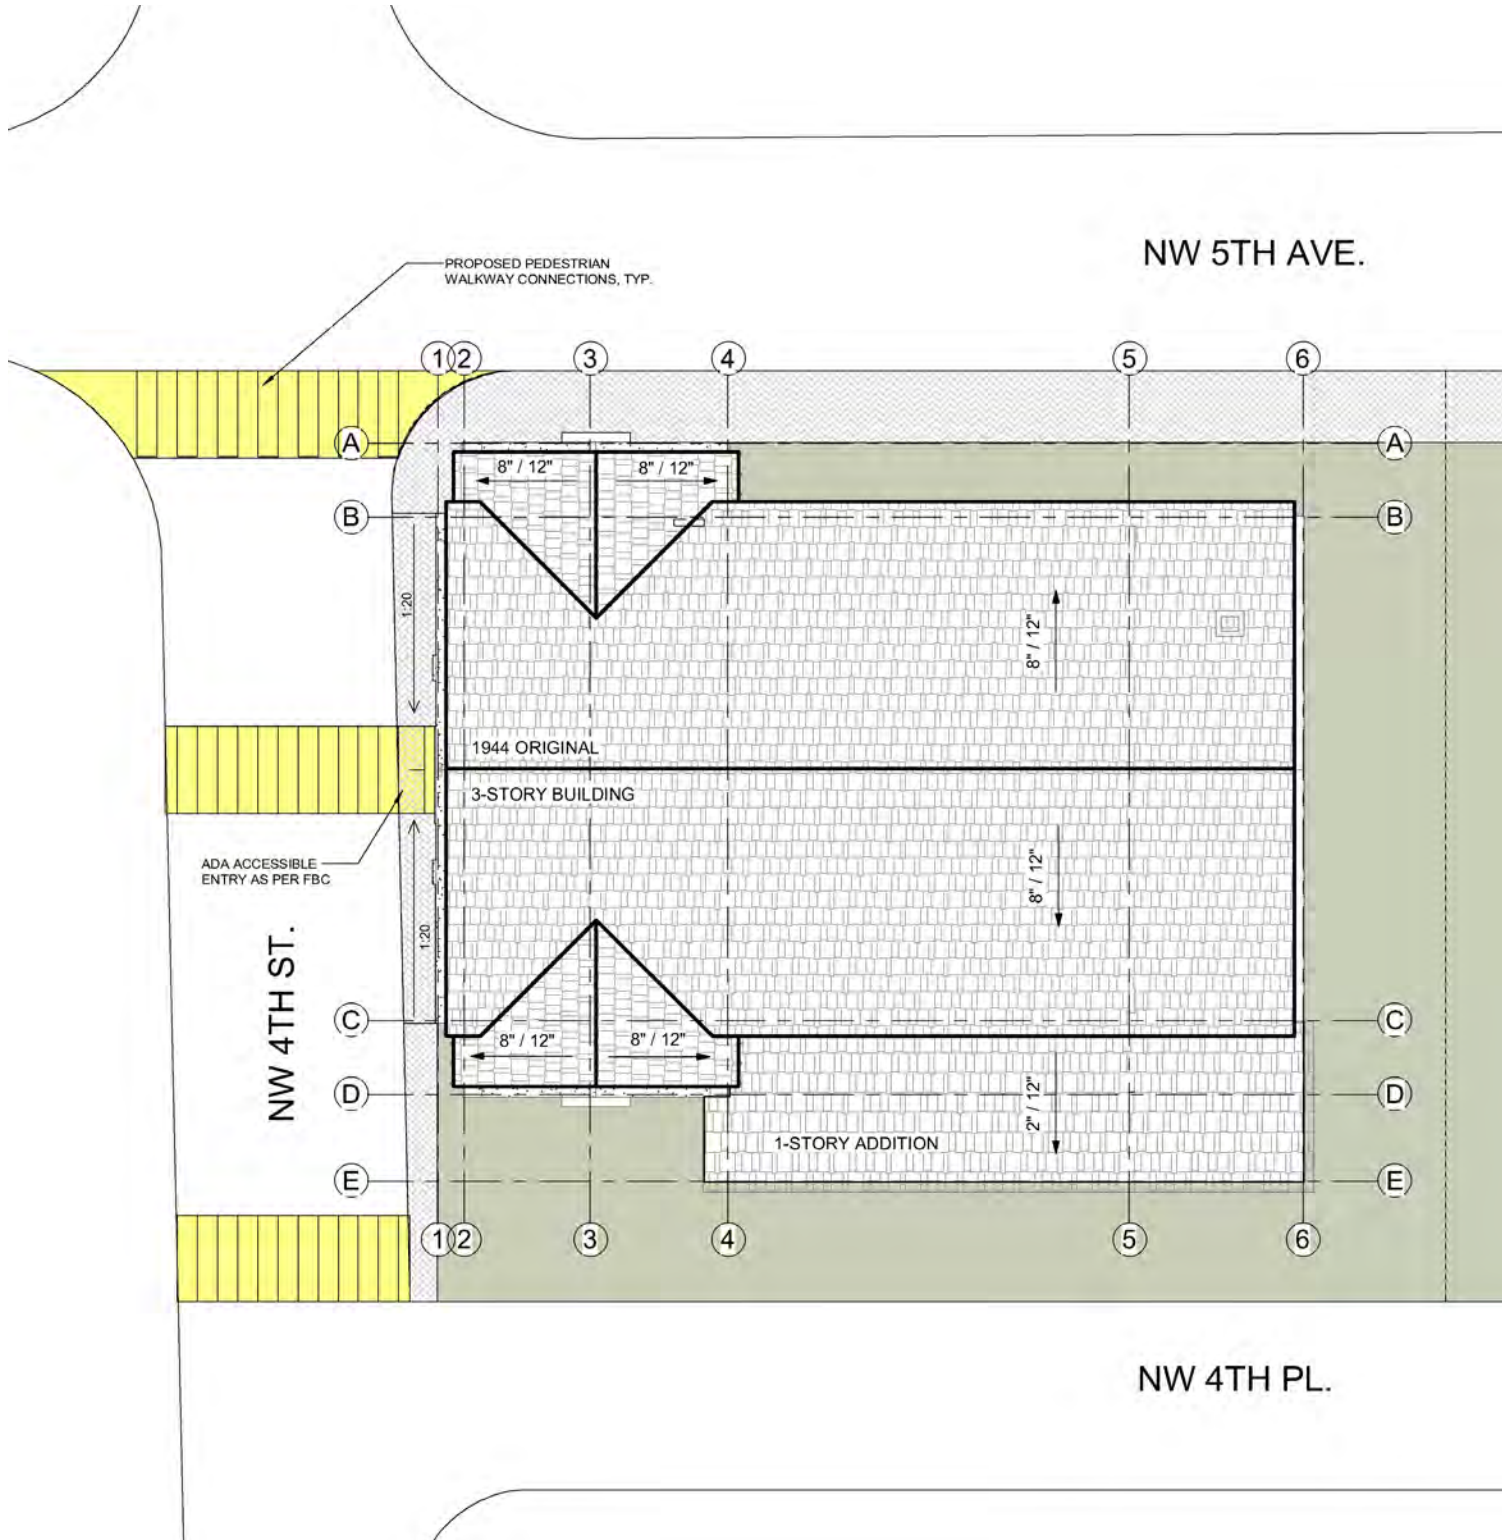 NW 5TH AVE.
PROPOSED PEDESTRIAN
WALKWAY CONNECTIONS, TYP.
1 2 3 4 5 6
A A
8" / 12" 8" / 12"
B B
1:20
8" / 12"
1944 ORIGINAL
3-STORY BUILDING
ADA ACCESSIBLE
ENTRY AS PER FBC
8" / 12"
1:20
NW 4TH ST.
C C
8" / 12" 8" / 12"
D D
2" / 12"
1-STORY ADDITION
E E
1 2 3 4 5 6
NW 4TH PL.